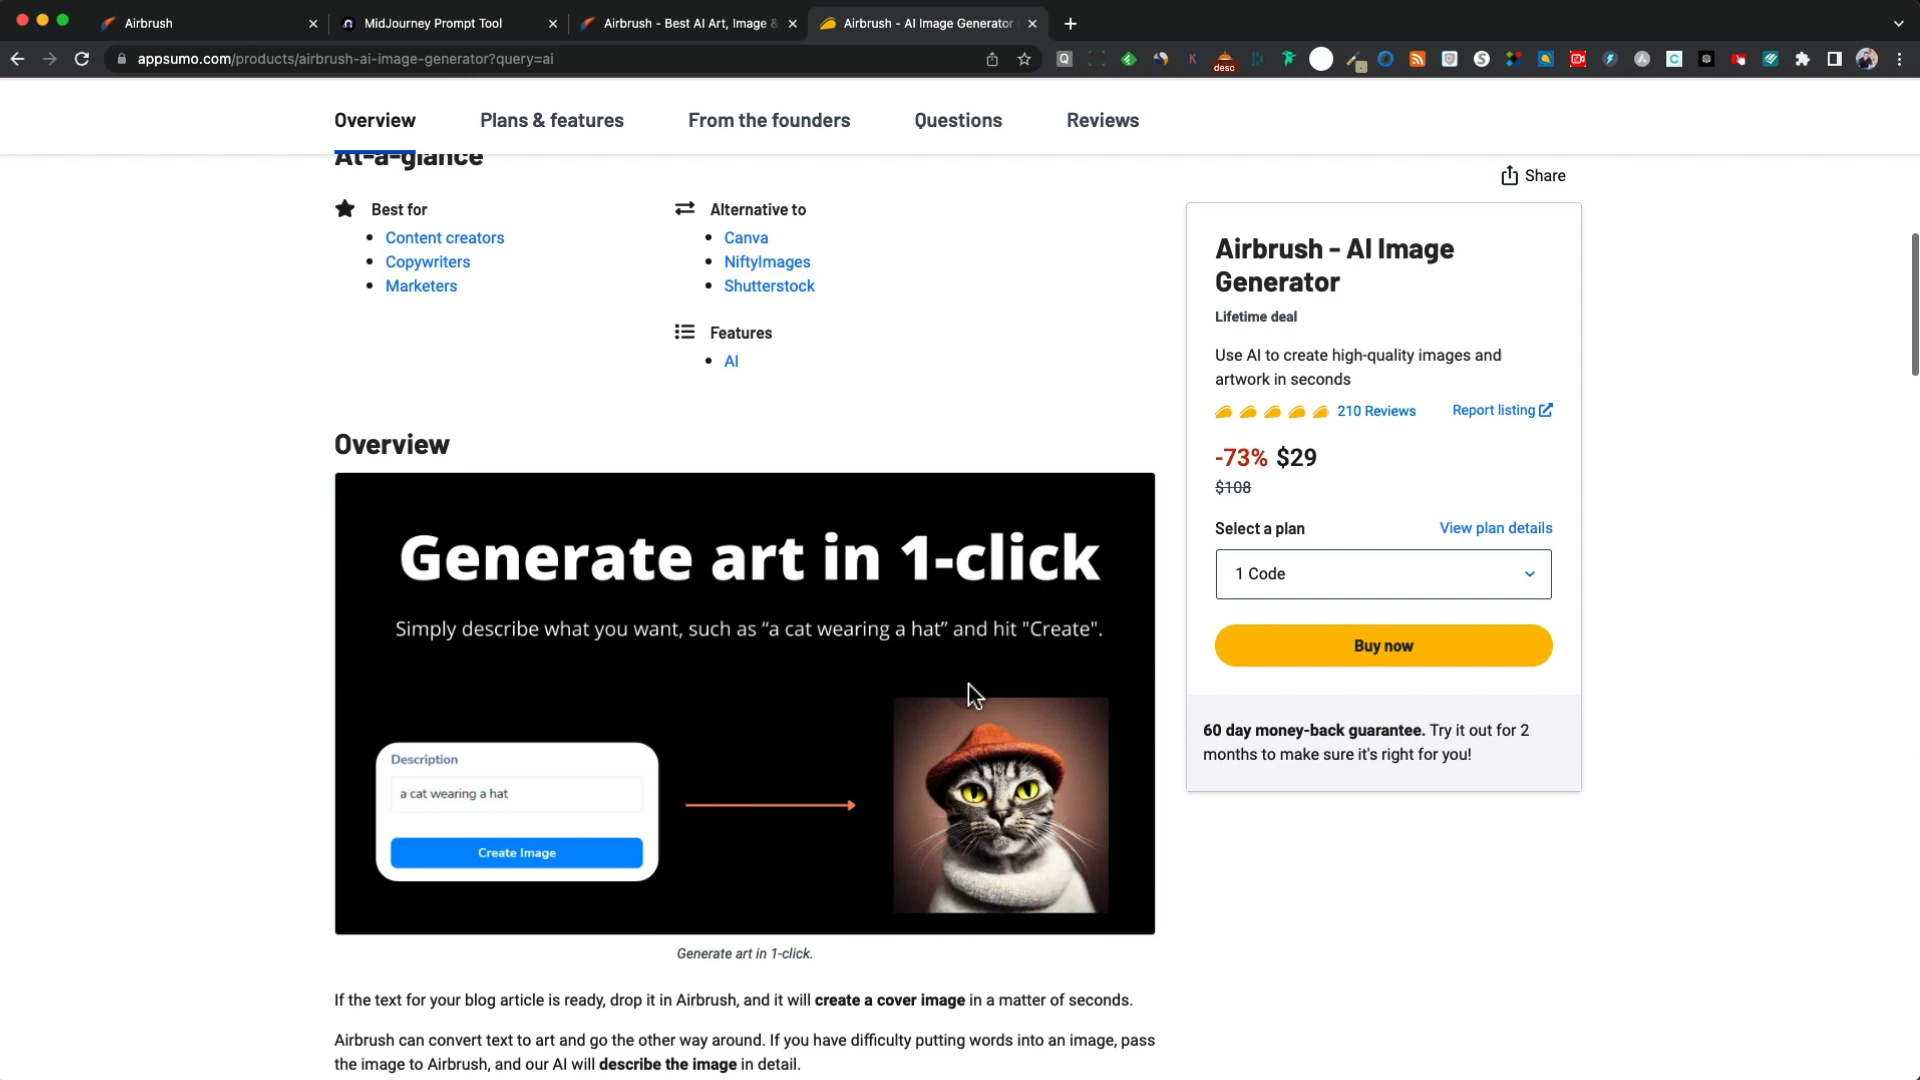 Airbrush
MidJourney Prompt Tool
Airbrush - Best AI Art, Image &
Airbrush - AI Image Generator
appsumo.com/products/airbrush-ai-image-generator?query=ai
desc
Overview
Plans & features
From the founders
Questions
Reviews
At-a-glance
Best for
Content creators
Copywriters
Marketers
Alternative to
Canva
NiftyImages
Shutterstock
Features
AI
Overview
Generate art in 1-click
Simply describe what you want, such as “a cat wearing a hat” and hit "Create".
Description
a cat wearing a hat
Create Image
Generate art in 1-click.
If the text for your blog article is ready, drop it in Airbrush, and it will create a cover image in a matter of seconds.
Airbrush can convert text to art and go the other way around. If you have difficulty putting words into an image, pass
the image to Airbrush, and our AI will describe the image in detail.
Share
Airbrush - AI Image
Generator
Lifetime deal
Use AI to create high-quality images and
artwork in seconds
210 Reviews
Report listing
-73% $29
$108
Select a plan
View plan details
1 Code
Buy now
60 day money-back guarantee. Try it out for 2
months to make sure it's right for you!